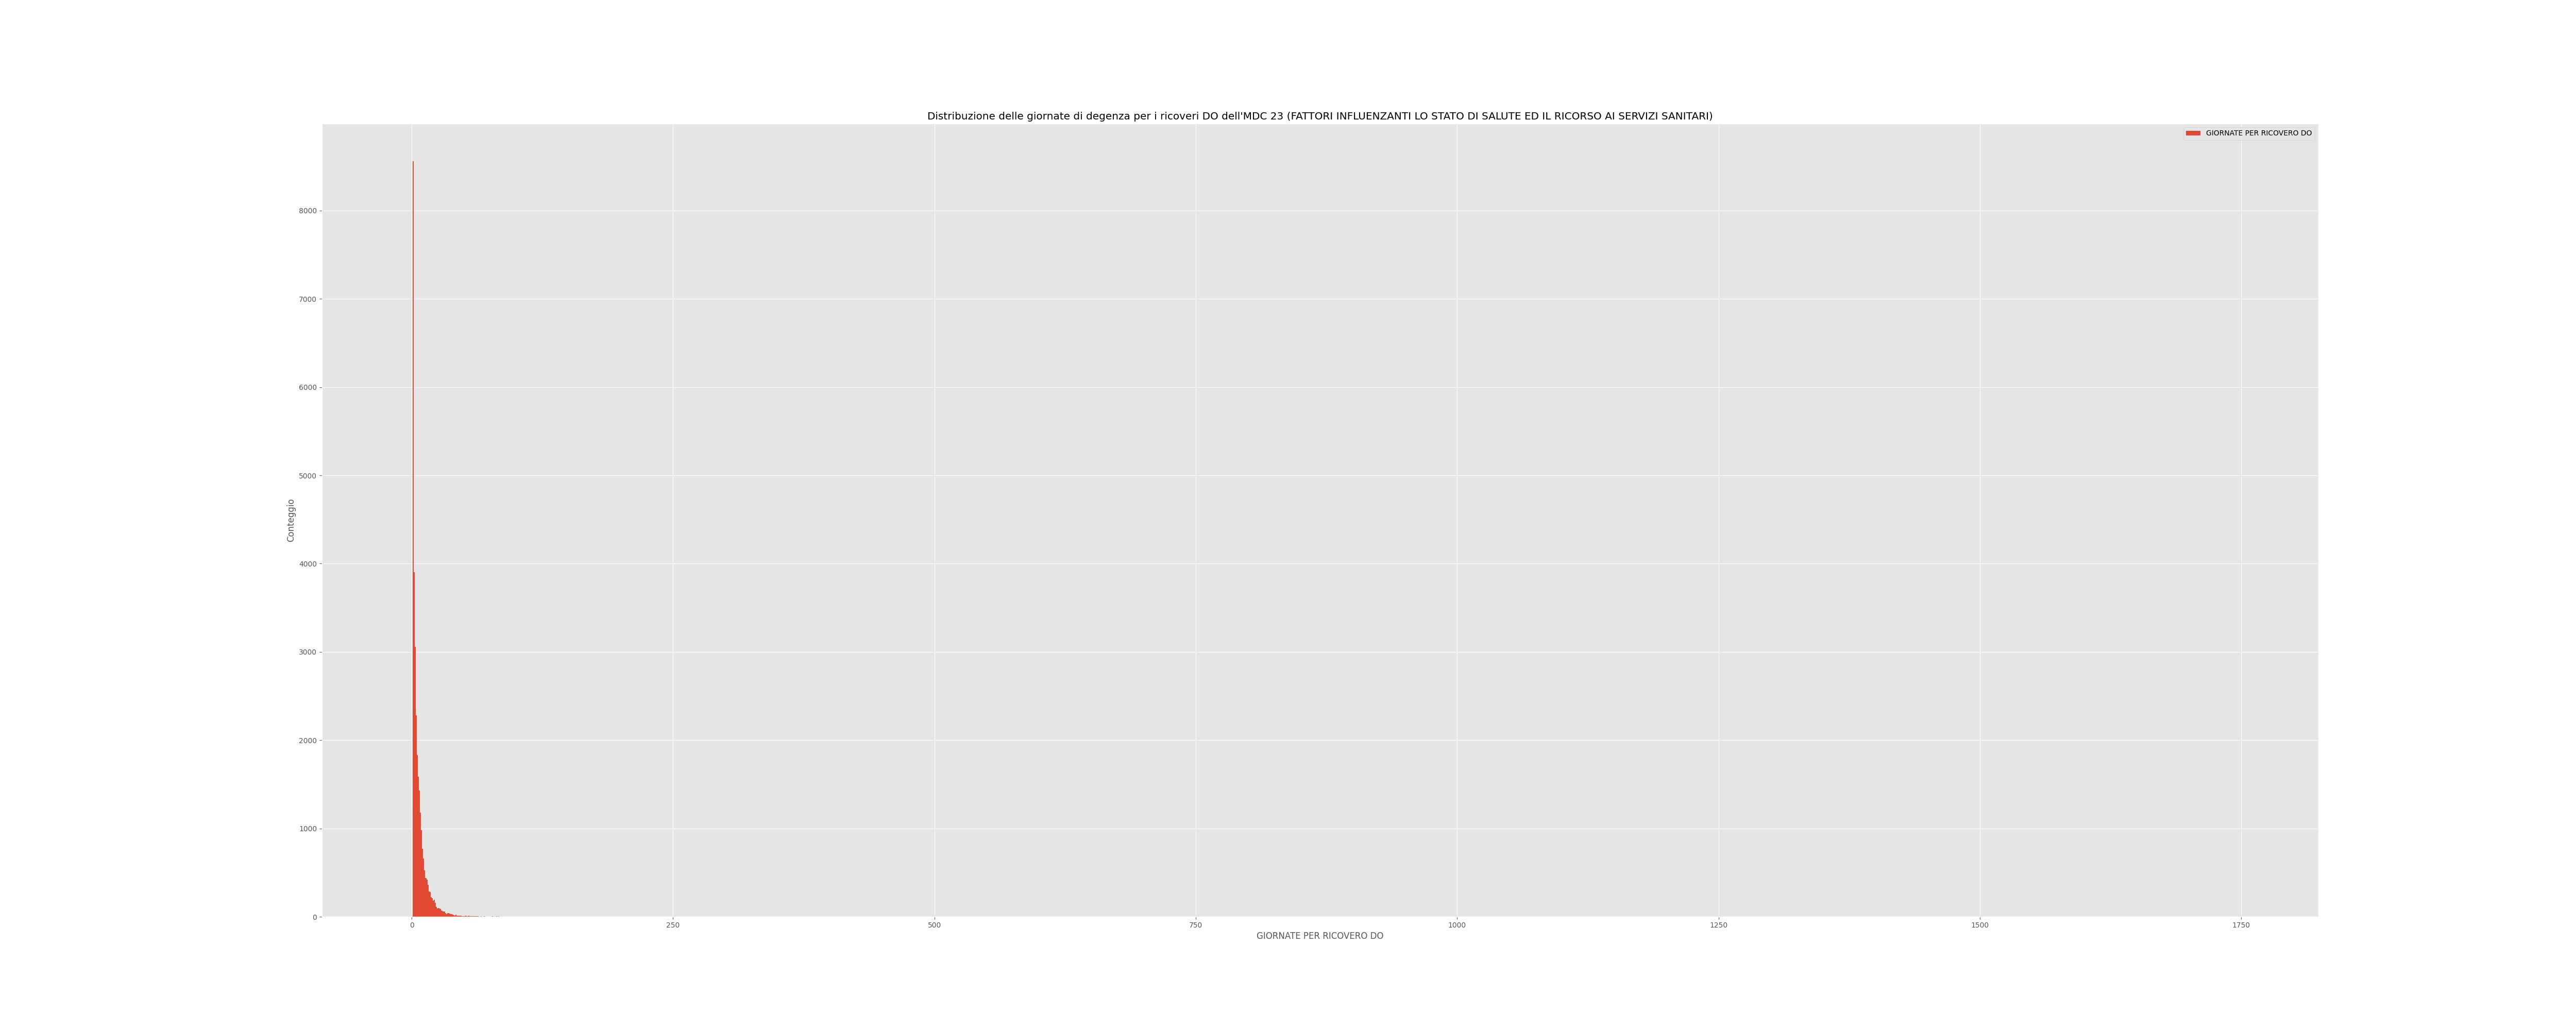 Distribuzione delle giornate di degenza per i ricoveri DO dell'MDC 23 (FATTORI INFLUENZANTI LO STATO DI SALUTE ED IL RICORSO AI SERVIZI SANITARI)
GIORNATE PER RICOVERO DO
8000
7000
6000
5000
4000
3000
2000
1000
0
Conteggio
0 250 500 750 1000 1250 1500 1750
GIORNATE PER RICOVERO DO